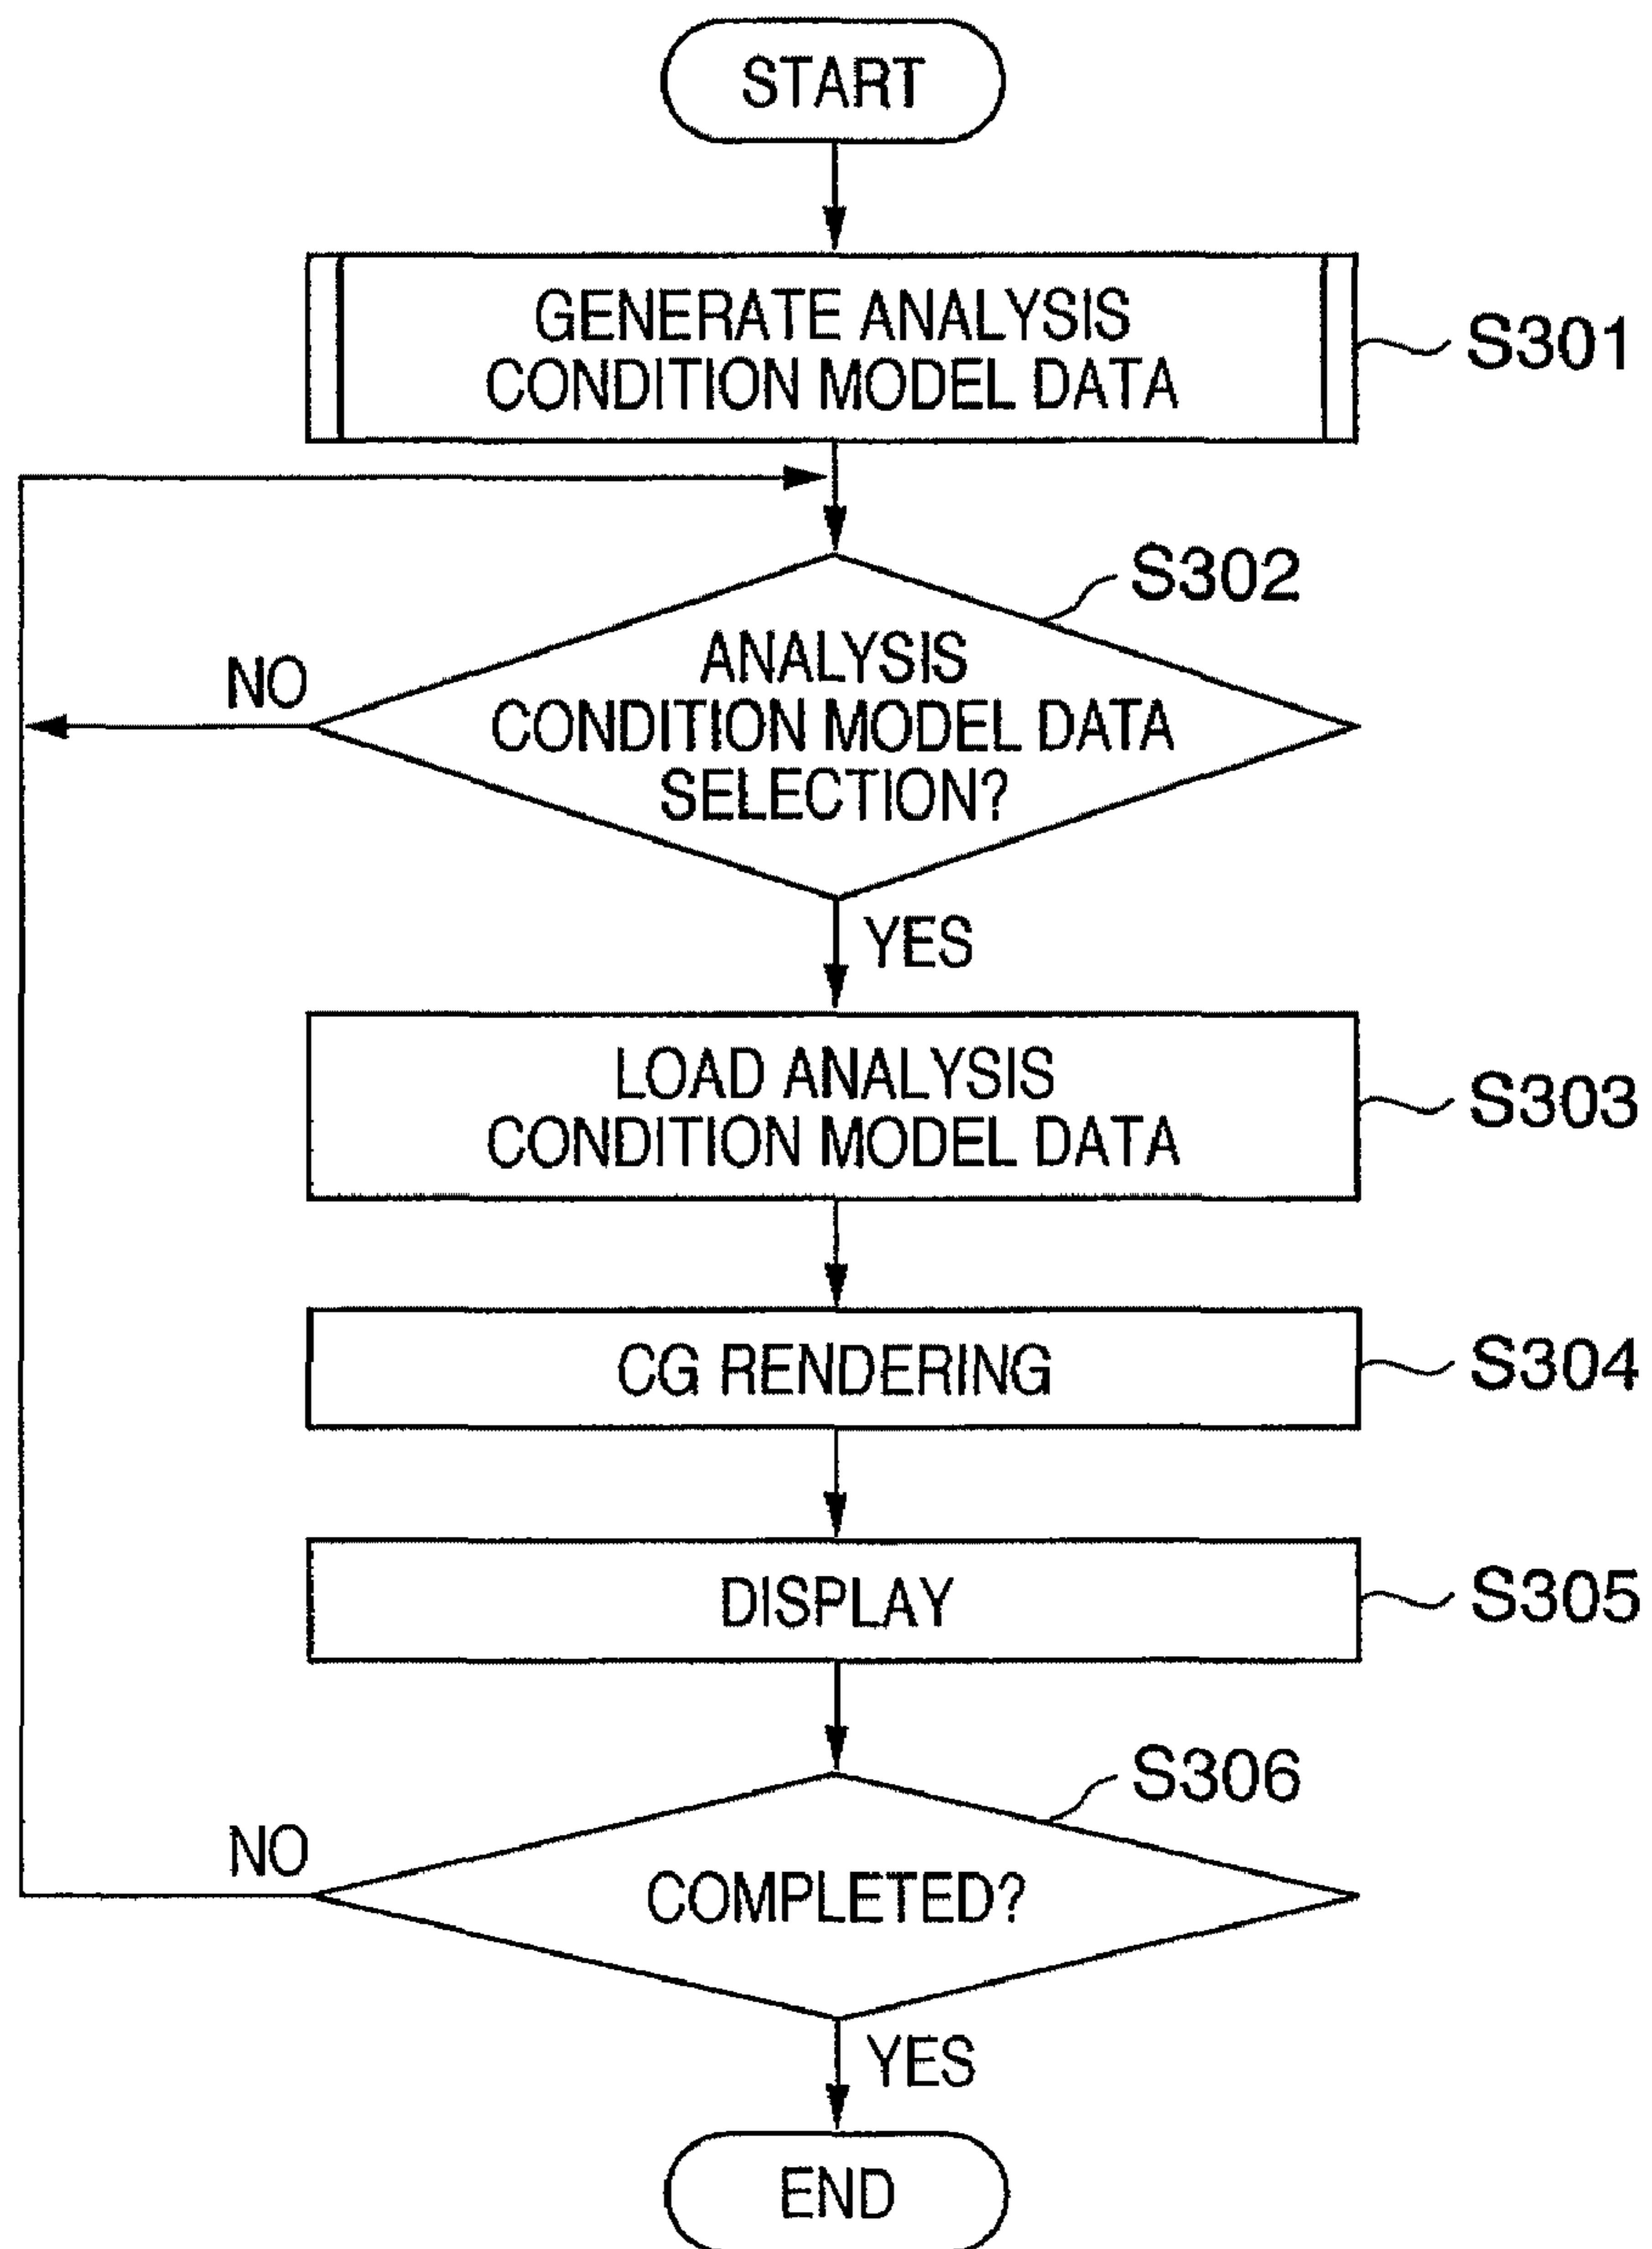 START
GENERATE ANALYSIS
CONDITION MODEL DATA
S301
S302
ANALYSIS
CONDITION MODEL DATA
SELECTION?
NO
YES
LOAD ANALYSIS
CONDITION MODEL DATA
S303
CG RENDERING
S304
DISPLAY
S305
S306
COMPLETED?
NO
YES
END